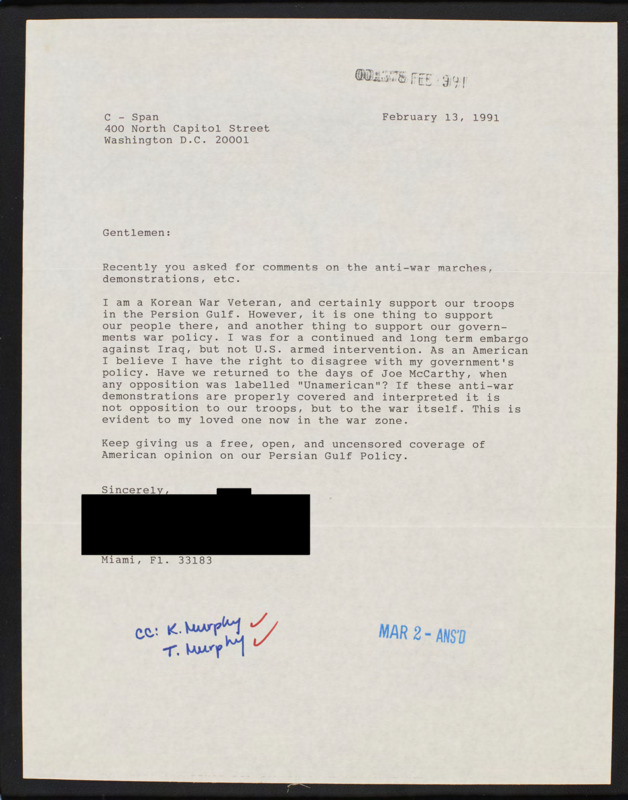 FEB
C - Span
February 13, 1991
400 North Capitol Street
Washington D.C. 20001
Gentlemen:
Recently you asked for comments on the anti-war marches,
demonstrations, etc.
I am a Korean War Veteran, and certainly support our troops
in the Persion Gulf. However, it is one thing to support
our people there, and another thing to support our govern-
ments war policy. I was for a continued and long term embargo
against Iraq, but not U.S. armed intervention. As an American
I believe I have the right to disagree with my government's
policy. Have we returned to the days of Joe McCarthy, when
any opposition was labelled "Unamerican"? If these anti-war
demonstrations are properly covered and interpreted it is
not opposition to our troops, but to the war itself. This is
evident to my loved one now in the war zone.
Keep giving us a free, open, and uncensored coverage of
American opinion on our Persian Gulf Policy.
Sincerely,
Miami, Fl. 33183
CC: K. Murphy
T. Murphy
MAR 2 - ANS'D